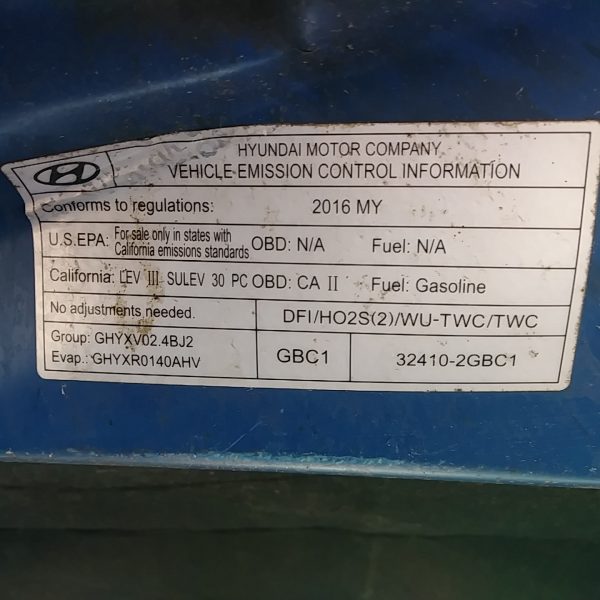 HYUNDAI MOTOR COMPANY
VEHICLE EMISSION CONTROL INFORMATION
Conforms to regulations: 2016 MY
U.S.EPA: For sale only in states with California emissions standards OBD: N/A Fuel: N/A
California: LEV III SULEV 30 PC OBD: CA II Fuel: Gasoline
No adjustments needed. DFI/HO2S(2)/WU-TWC/TWC
Group: GHYXV02.4BJ2
Evap.: GHYXR0140AHV
GBC1 32410-2GBC1